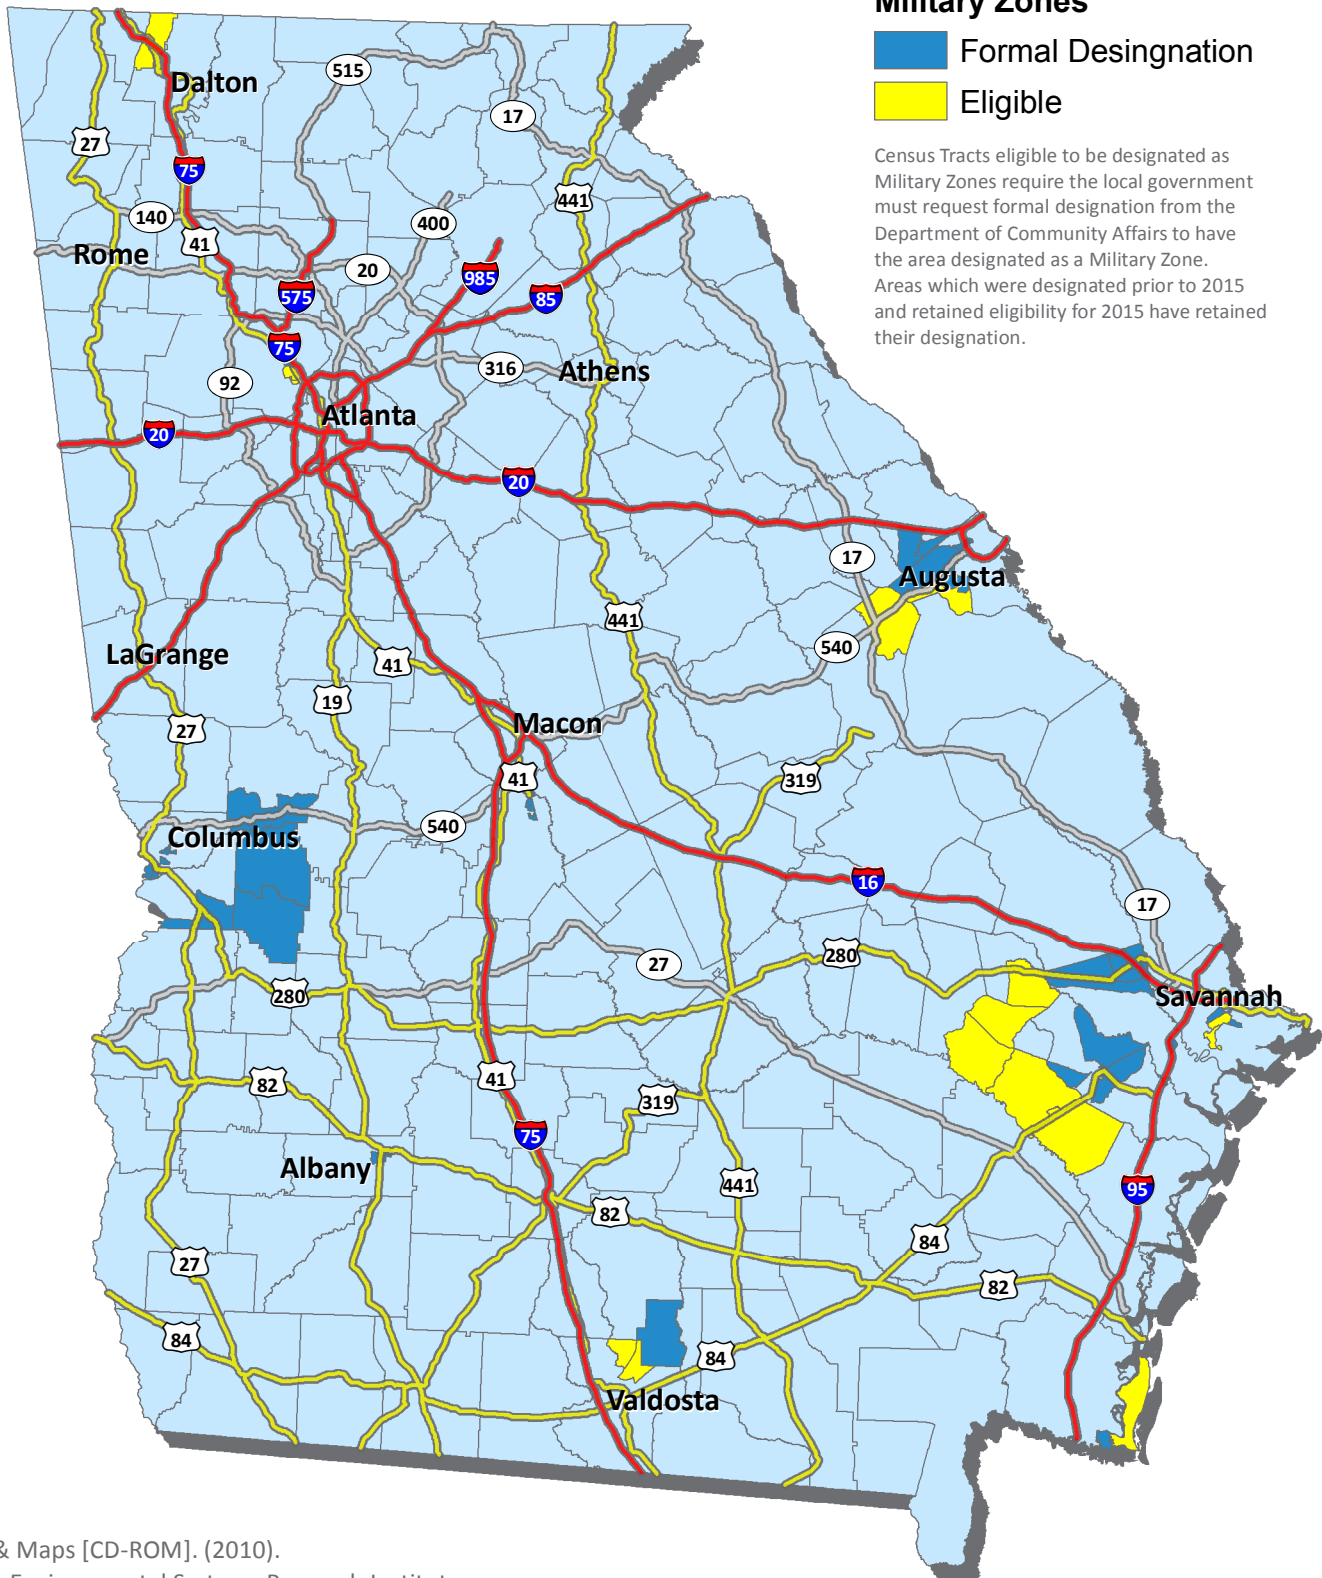 Military Zones
Formal Desingnation
Eligible
Census Tracts eligible to be designated as
Military Zones require the local government
must request formal designation from the
Department of Community Affairs to have
the area designated as a Military Zone.
Areas which were designated prior to 2015
and retained eligibility for 2015 have retained
their designation.
515
Dalton
17
27
75
441
140
400
41
Rome
20
985
575
85
75
316
Athens
92
Atlanta
20
20
17
Augusta
441
540
LaGrange
41
19
Macon
27
41
319
Columbus
540
16
17
280
27
280
Savannah
41
82
319
75
Albany
441
95
82
84
27
82
84
84
Valdosta
& Maps [CD-ROM]. (2010).